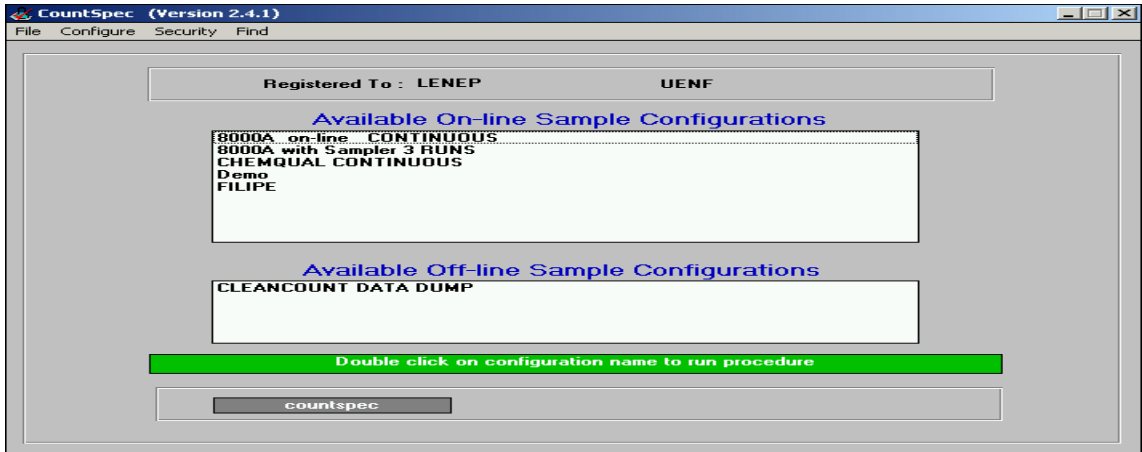 CountSpec (Version 2.4.1)
File Configure Security Find
Registered To : LENEP UENF
Available On-line Sample Configurations
8000A on-line CONTINUOUS
8000A with Sampler 3 RUNS
CHEMQUAL CONTINUOUS
Demo
FILIPE
Available Off-line Sample Configurations
CLEANCOUNT DATA DUMP
Double click on configuration name to run procedure
countspec